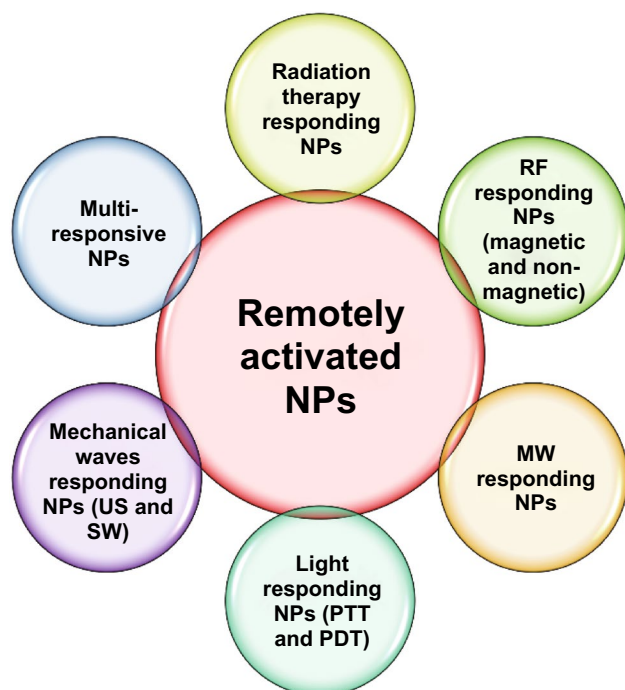 Radiation
therapy
responding
NPs
RF
responding
NPs
(magnetic
and non-
magnetic)
MW
responding
NPs
Light
responding
NPs (PTT
and PDT)
Mechanical
waves
responding
NPs (US and
SW)
Multi-
responsive
NPs
Remotely
activated
NPs